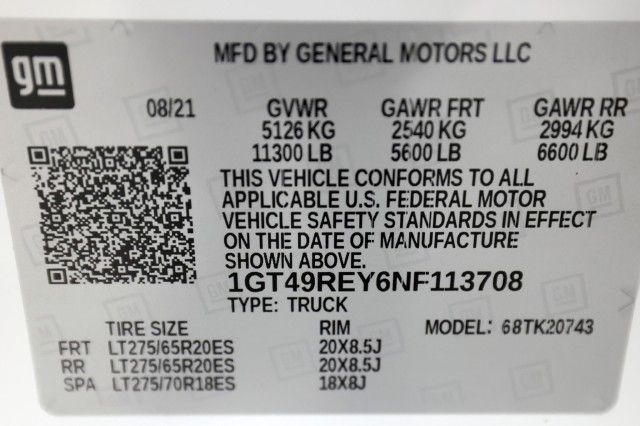 gm
MFD BY GENERAL MOTORS LLC
08/21 GVWR GAWR FRT GAWR RR
5126 KG 2540 KG 2994 KG
11300 LB 5600 LB 6600 LB
THIS VEHICLE CONFORMS TO ALL
APPLICABLE U.S. FEDERAL MOTOR
VEHICLE SAFETY STANDARDS IN EFFECT
ON THE DATE OF MANUFACTURE
SHOWN ABOVE.
1GT49REY6NF113708
TYPE: TRUCK
TIRE SIZE RIM MODEL: 68TK20743
FRT LT275/65R20ES 20X8.5J
RR LT275/65R20ES 20X8.5J
SPA LT275/70R18ES 18X8J